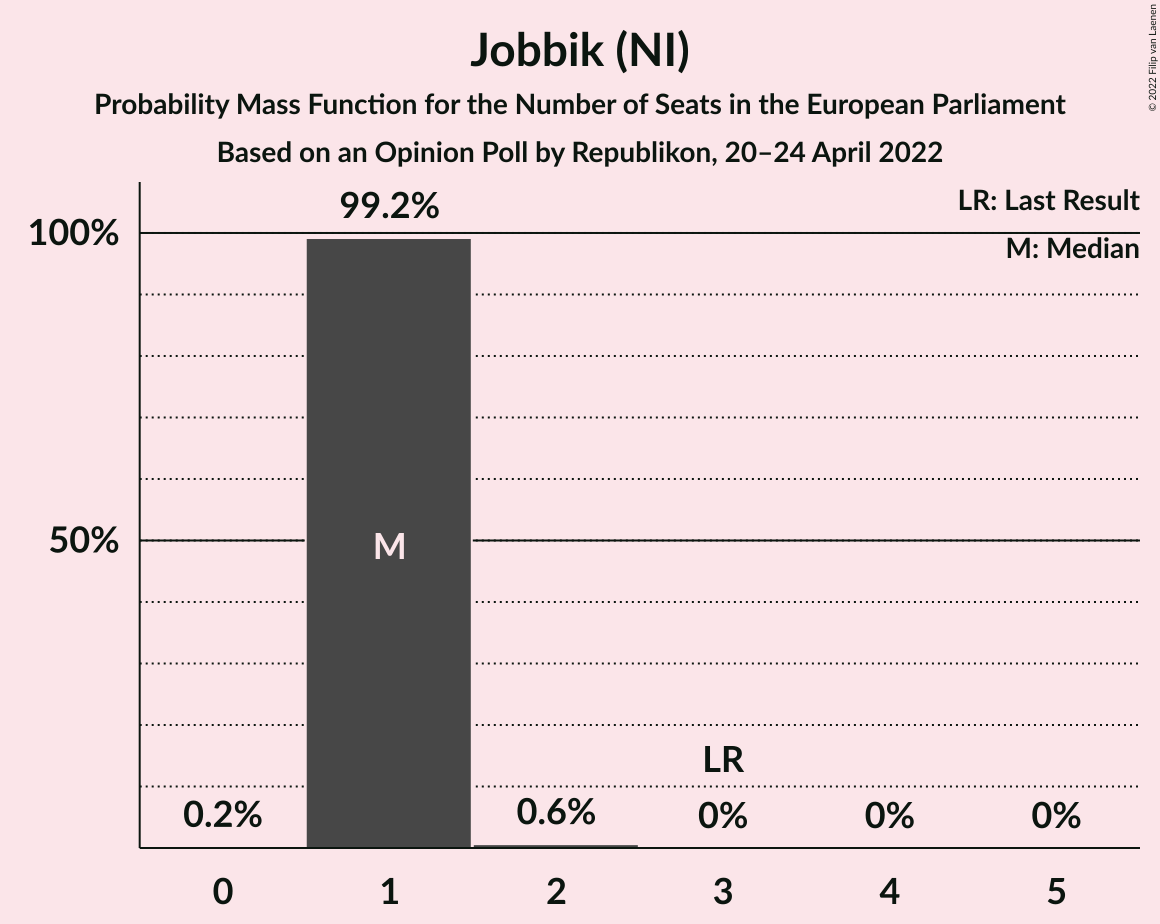 Jobbik (NI)
Probability Mass Function for the Number of Seats in the European Parliament
Based on an Opinion Poll by Republikon, 20–24 April 2022
© 2022 Filip van Laenen
LR: Last Result
M: Median
99.2%
100%
50%
M
LR
0.2%
0.6%
0%
0%
0%
0 1 2 3 4 5